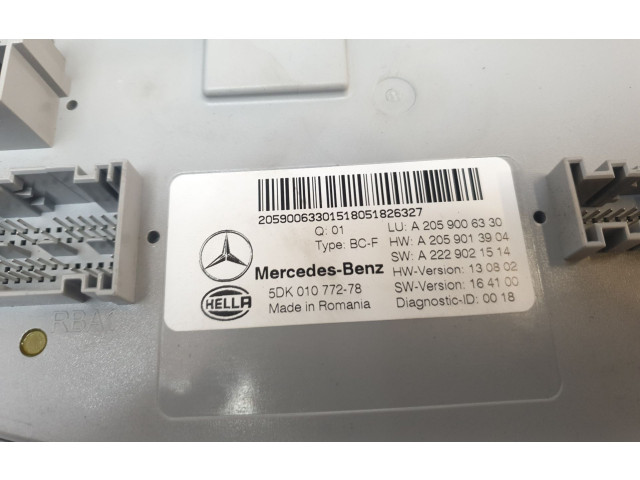 2059006330151805​1826327
Q: 01
LU: A 205 900 63 30
Type: BC-F
HW: A 205 901 39 04
SW: A 222 902 15 14
Mercedes-Benz
HW-Version: 13 08 02
HELLA
5DK 010 772-78
SW-Version: 16 41 00
Made in Romania
Diagnostic-ID: 00 18